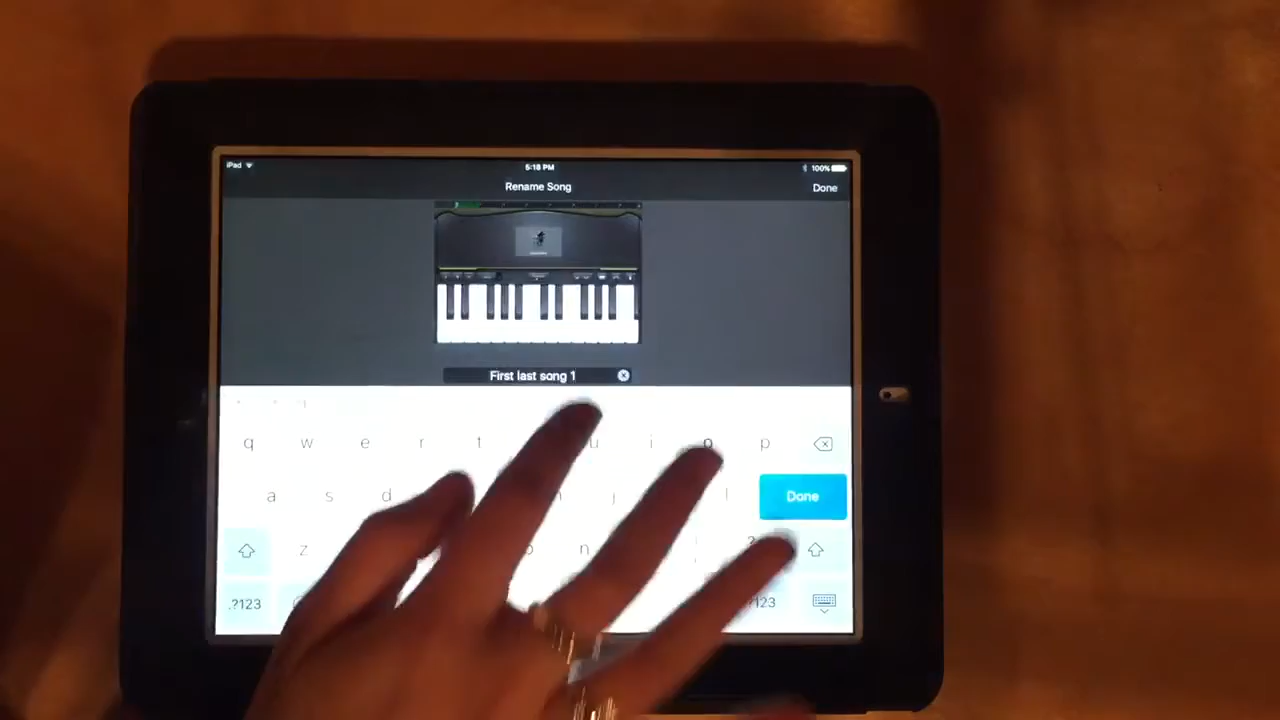 iPad 5:18 PM 100%
Rename Song Done
First last song 1
q w e r t u i o p
a s d j l Done
z b n
.?123 ?123